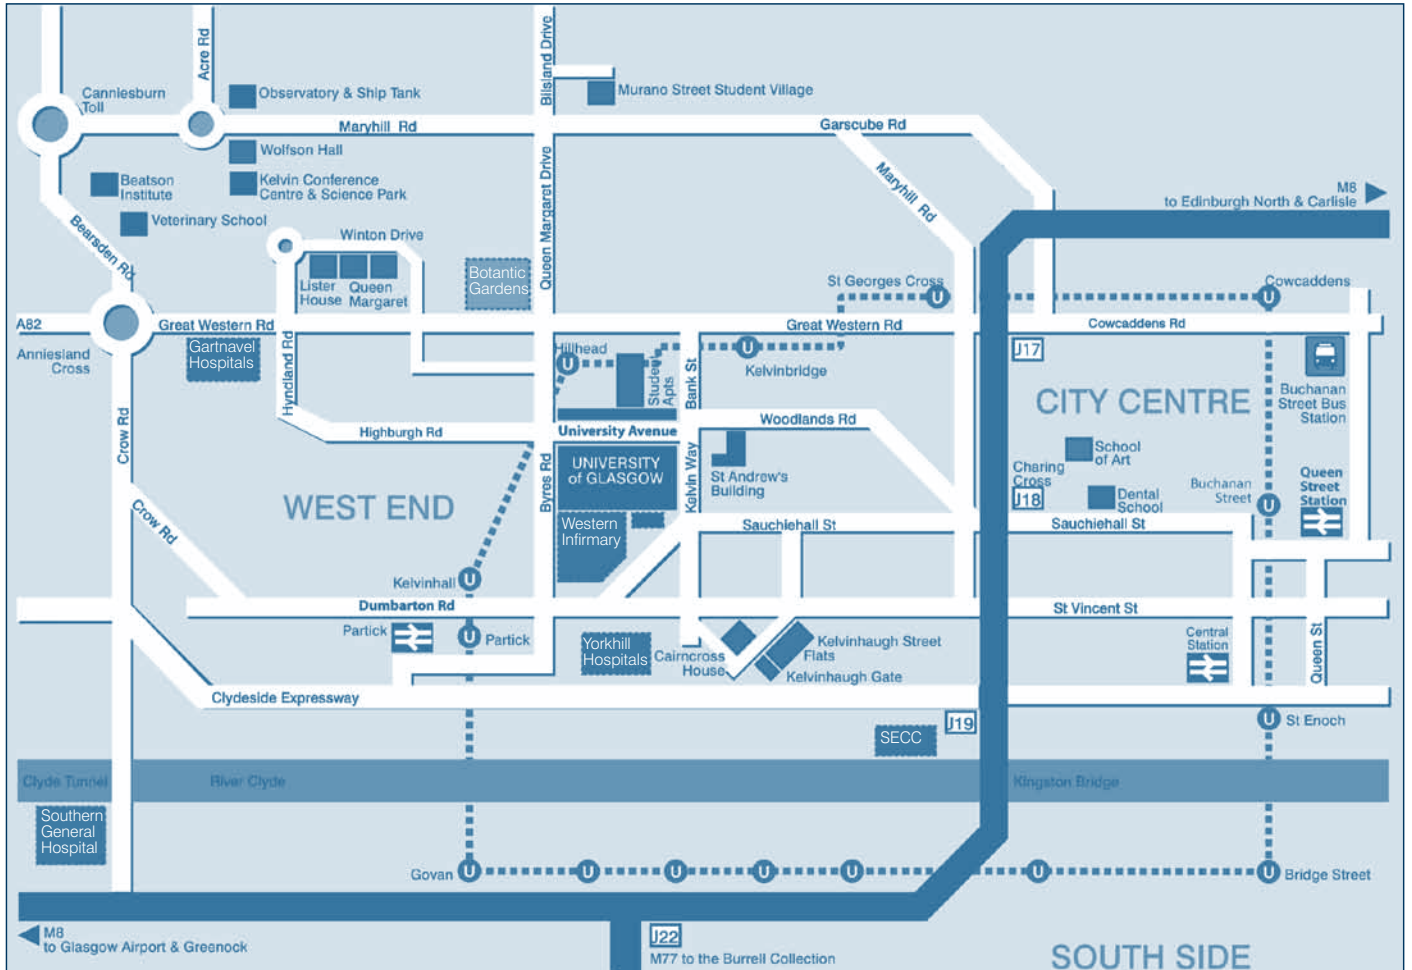 Acre Rd
Bilsland Drive
Canniesburn
Toll
Observatory & Ship Tank
Murano Street Student Village
Maryhill Rd
Garscube Rd
Wolfson Hall
Beatson
Institute
Kelvin Conference
Centre & Science Park
Veterinary School
Bearsden Rd
Queen Margaret Drive
Maryhill Rd
M8
to Edinburgh North & Carlisle
Winton Drive
Lister
House
Queen
Margaret
Botantic
Gardens
St Georges Cross
U
Cowcaddens
U
A82
Great Western Rd
Great Western Rd
Cowcaddens Rd
Anniesland
Cross
Gartnavel
Hospitals
Hyndland Rd
Hillhead
U
Student
Apts
Bank St
U
Kelvinbridge
J17
CITY CENTRE
Buchanan
Street Bus
Station
Crow Rd
Highburgh Rd
University Avenue
Woodlands Rd
School
of Art
UNIVERSITY
of GLASGOW
Byres Rd
Kelvin Way
St Andrew's
Building
Charing
Cross
J18
Dental
School
Buchanan
Street
U
Queen
Street
Station
WEST END
Crow Rd
Western
Infirmary
Sauchiehall St
Sauchiehall St
Kelvinhall
U
Dumbarton Rd
St Vincent St
Partick
U
Partick
Yorkhill
Hospitals
Cairncross
House
Kelvinhaugh Street
Flats
Kelvinhaugh Gate
Central
Station
Queen St
Clydeside Expressway
J19
SECC
U
St Enoch
Clyde Tunnel
River Clyde
Kingston Bridge
Southern
General
Hospital
Govan
U
U
U
U
U
U
U
Bridge Street
M8
to Glasgow Airport & Greenock
J22
M77 to the Burrell Collection
SOUTH SIDE